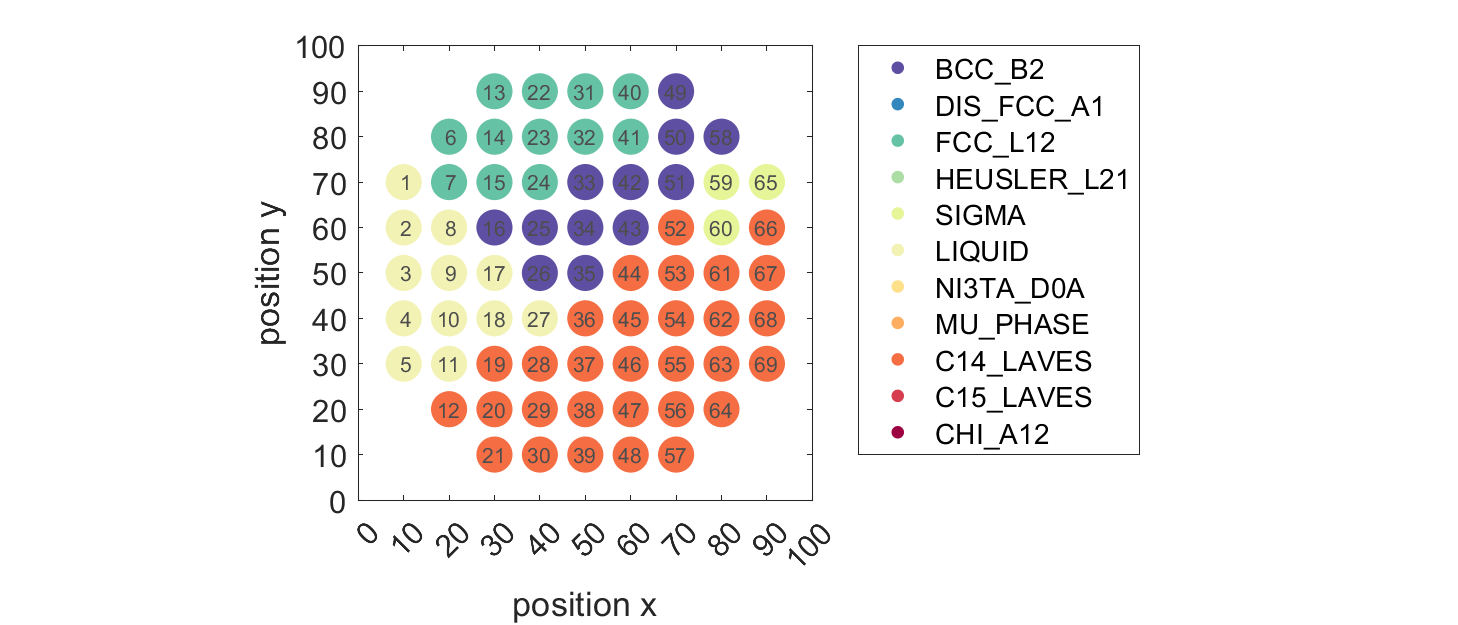 100
90
80
70
60
50
40
30
20
10
0
position y
13 22 31 40 49
6 14 23 32 41 50 58
1 7 15 24 33 42 51 59 65
2 8 16 25 34 43 52 60 66
3 9 17 26 35 44 53 61 67
4 10 18 27 36 45 54 62 68
5 11 19 28 37 46 55 63 69
12 20 29 38 47 56 64
21 30 39 48 57
0 10 20 30 40 50 60 70 80 90 100
position x
BCC_B2
DIS_FCC_A1
FCC_L12
HEUSLER_L21
SIGMA
LIQUID
NI3TA_D0A
MU_PHASE
C14_LAVES
C15_LAVES
CHI_A12